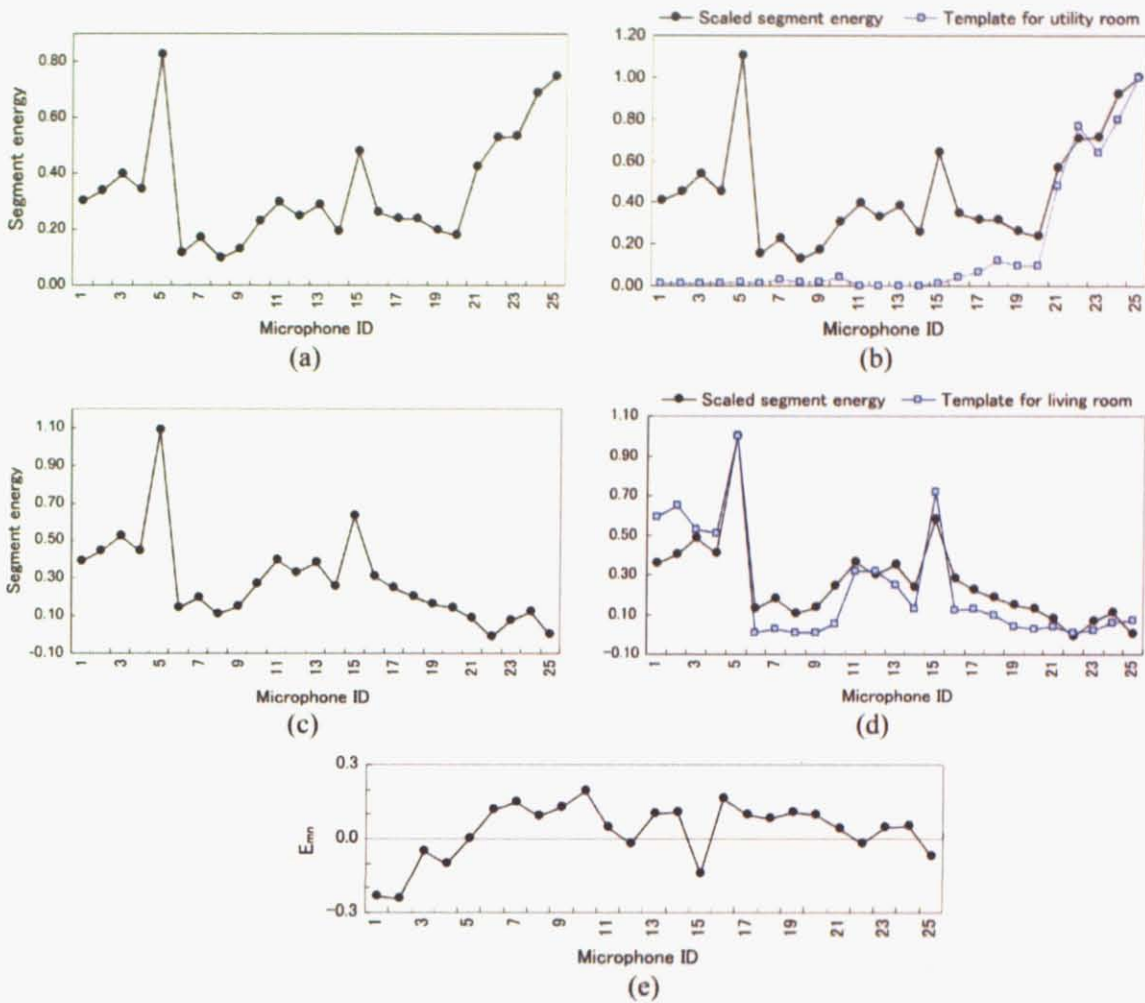 Scaled segment energy Template for utility room
Segment energy
0.80
0.60
0.40
0.20
0.00
1 3 5 7 9 11 13 15 17 19 21 23 25
Microphone ID
(a)
1.20
1.00
0.80
0.60
0.40
0.20
0.00
1 3 5 7 9 11 13 15 17 19 21 23 25
Microphone ID
(b)
Segment energy
1.10
0.90
0.70
0.50
0.30
0.10
-0.10
1 3 5 7 9 11 13 15 17 19 21 23 25
Microphone ID
(c)
Scaled segment energy Template for living room
1.10
0.90
0.70
0.50
0.30
0.10
-0.10
1 3 5 7 9 11 13 15 17 19 21 23 25
Microphone ID
(d)
Emn
0.3
0.0
-0.3
1 3 5 7 9 11 13 15 17 19 21 23 25
Microphone ID
(e)